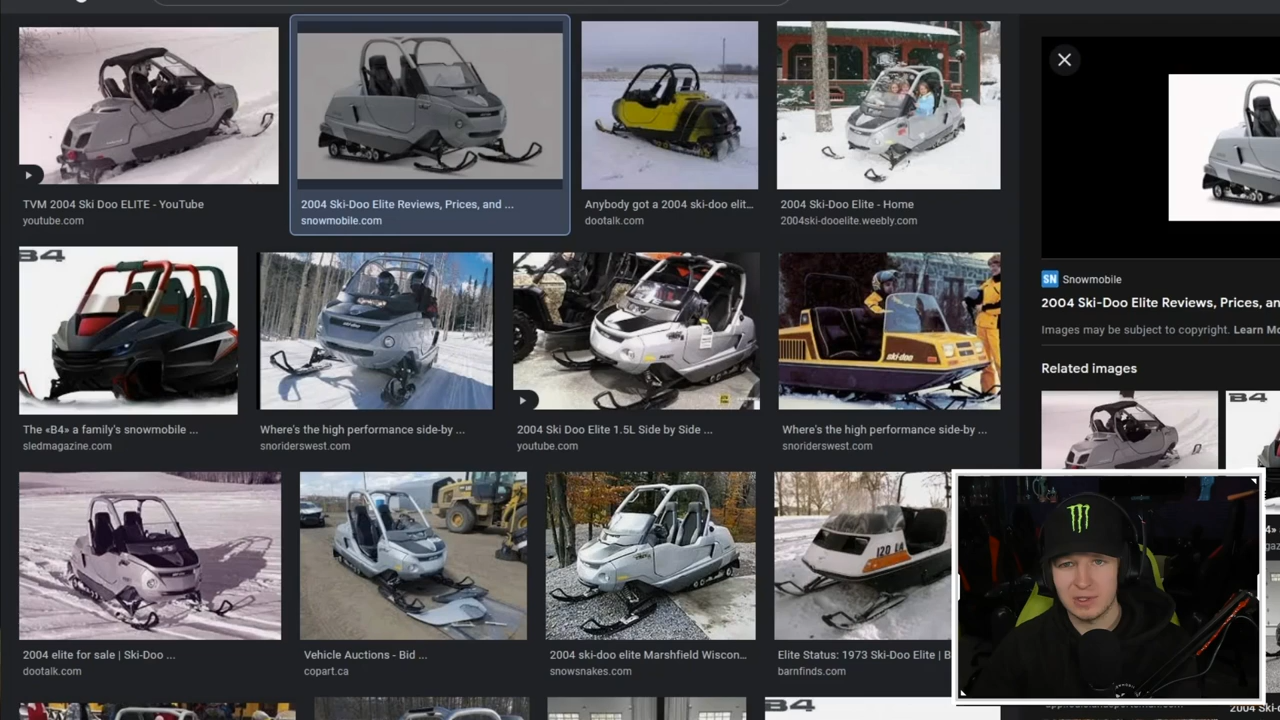 TVM 2004 Ski Doo ELITE - YouTube
youtube.com
2004 Ski-Doo Elite Reviews, Prices, and ...
snowmobile.com
Anybody got a 2004 ski-doo elit...
dootalk.com
2004 Ski-Doo Elite - Home
2004ski-dooelite.weebly.com
Snowmobile
2004 Ski-Doo Elite Reviews, Prices, an
Images may be subject to copyright. Learn Mo
Related images
B4
The «B4» a family's snowmobile ...
sledmagazine.com
Where's the high performance side-by ...
snoriderswest.com
2004 Ski Doo Elite 1.5L Side by Side ...
youtube.com
ski-doo
Where's the high performance side-by ...
snoriderswest.com
B4
2004 elite for sale | Ski-Doo ...
dootalk.com
Vehicle Auctions - Bid ...
copart.ca
2004 ski-doo elite Marshfield Wiscon...
snowsnakes.com
Elite Status: 1973 Ski-Doo Elite | B
barnfinds.com
B4
2004 Ski-